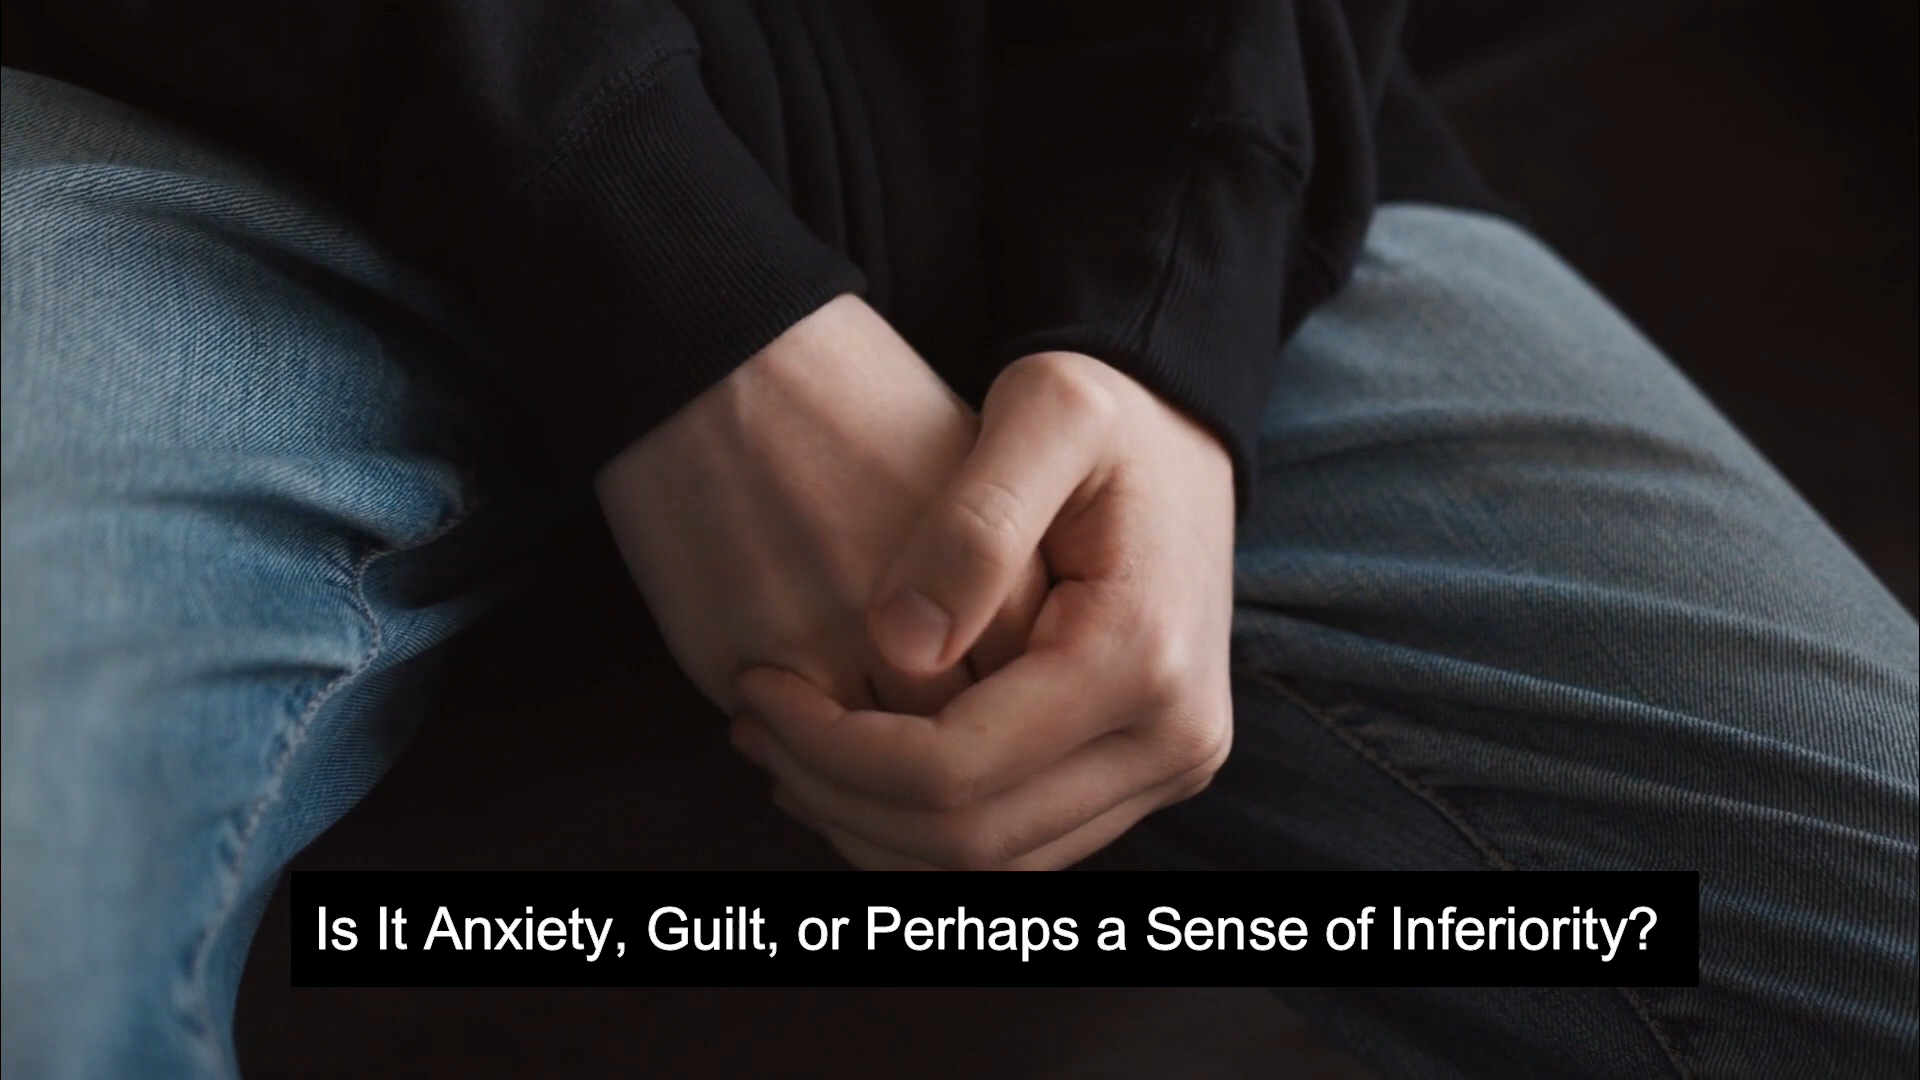 Is It Anxiety, Guilt, or Perhaps a Sense of Inferiority?